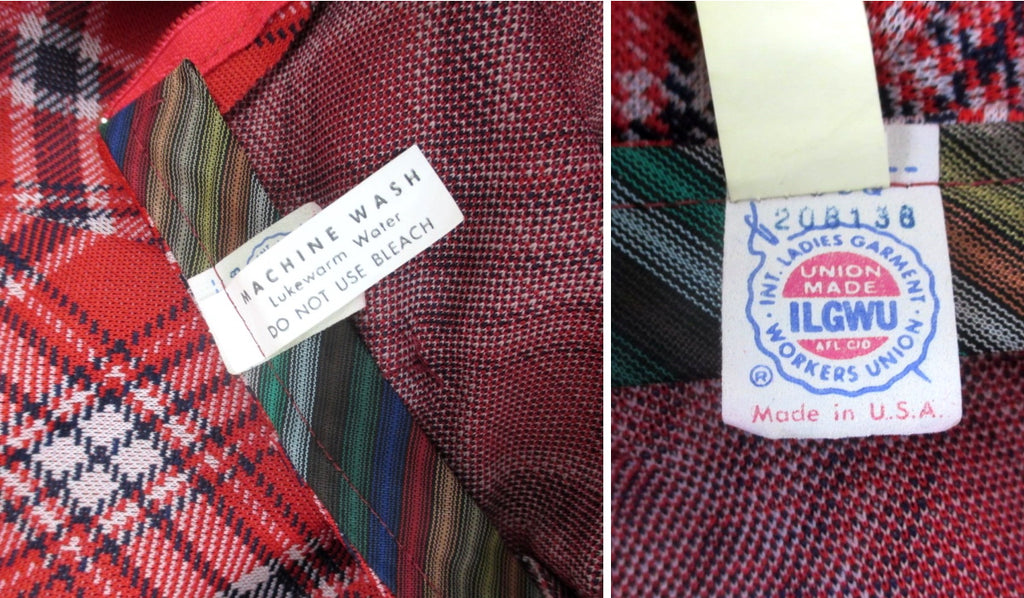 MACHINE WASH
Lukewarm Water
DO NOT USE BLEACH
20B138
INT. LADIES GARMENT
UNION
MADE
ILGWU
AFL CIO
WORKERS UNION
®
Made in U.S.A.